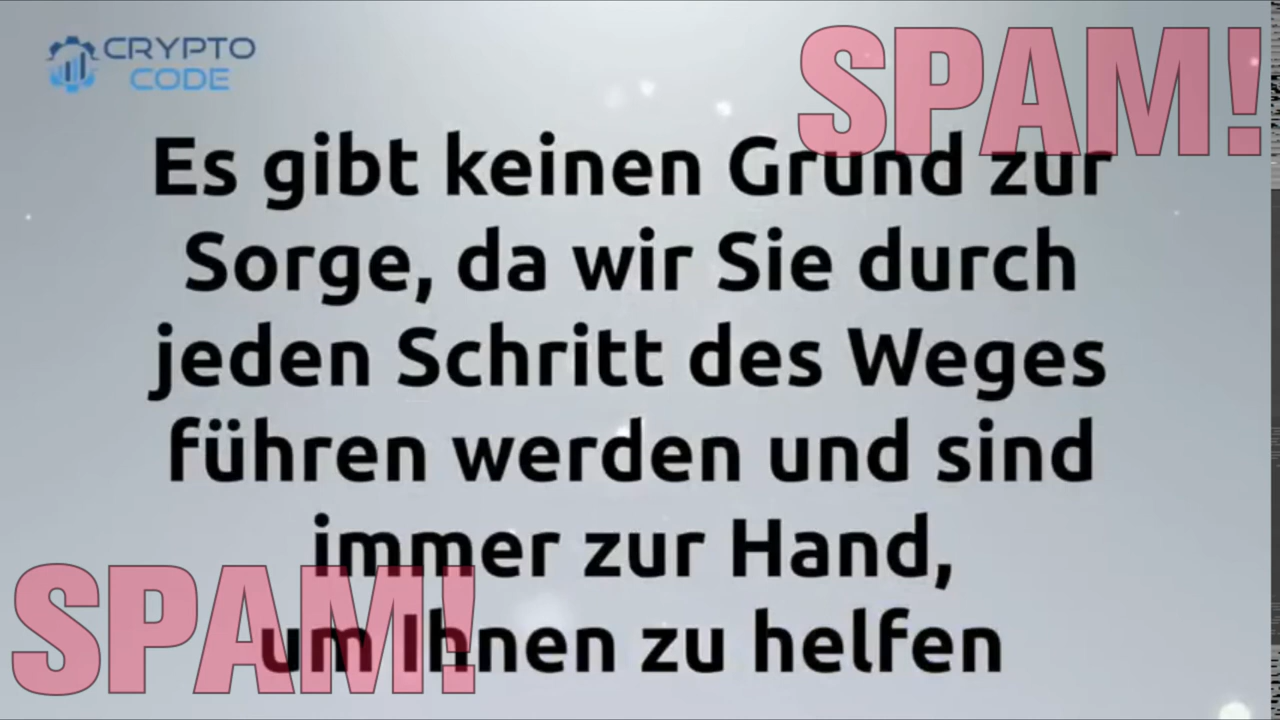 CRYPTO
CODE
SPAM!
Es gibt keinen Grund zur
Sorge, da wir Sie durch
jeden Schritt des Weges
führen werden und sind
immer zur Hand,
um Ihnen zu helfen
SPAM!